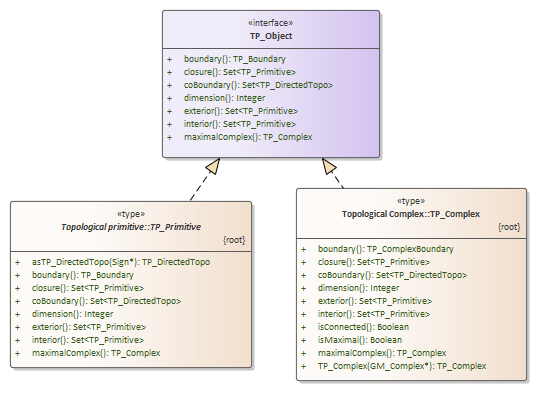 «interface»
TP_Object
+ boundary(): TP_Boundary
+ closure(): Set<TP_Primitive>
+ coBoundary(): Set<TP_DirectedTopo>
+ dimension(): Integer
+ exterior(): Set<TP_Primitive>
+ interior(): Set<TP_Primitive>
+ maximalComplex(): TP_Complex
«type»
Topological primitive::TP_Primitive
{root}
+ asTP_DirectedTopo(Sign*): TP_DirectedTopo
+ boundary(): TP_Boundary
+ closure(): Set<TP_Primitive>
+ coBoundary(): Set<TP_DirectedTopo>
+ dimension(): Integer
+ exterior(): Set<TP_Primitive>
+ interior(): Set<TP_Primitive>
+ maximalComplex(): TP_Complex
«type»
Topological Complex::TP_Complex
{root}
+ boundary(): TP_ComplexBoundary
+ closure(): Set<TP_Primitive>
+ coBoundary(): Set<TP_DirectedTopo>
+ dimension(): Integer
+ exterior(): Set<TP_Primitive>
+ interior(): Set<TP_Primitive>
+ isConnected(): Boolean
+ isMaximal(): Boolean
+ maximalComplex(): TP_Complex
+ TP_Complex(GM_Complex*): TP_Complex